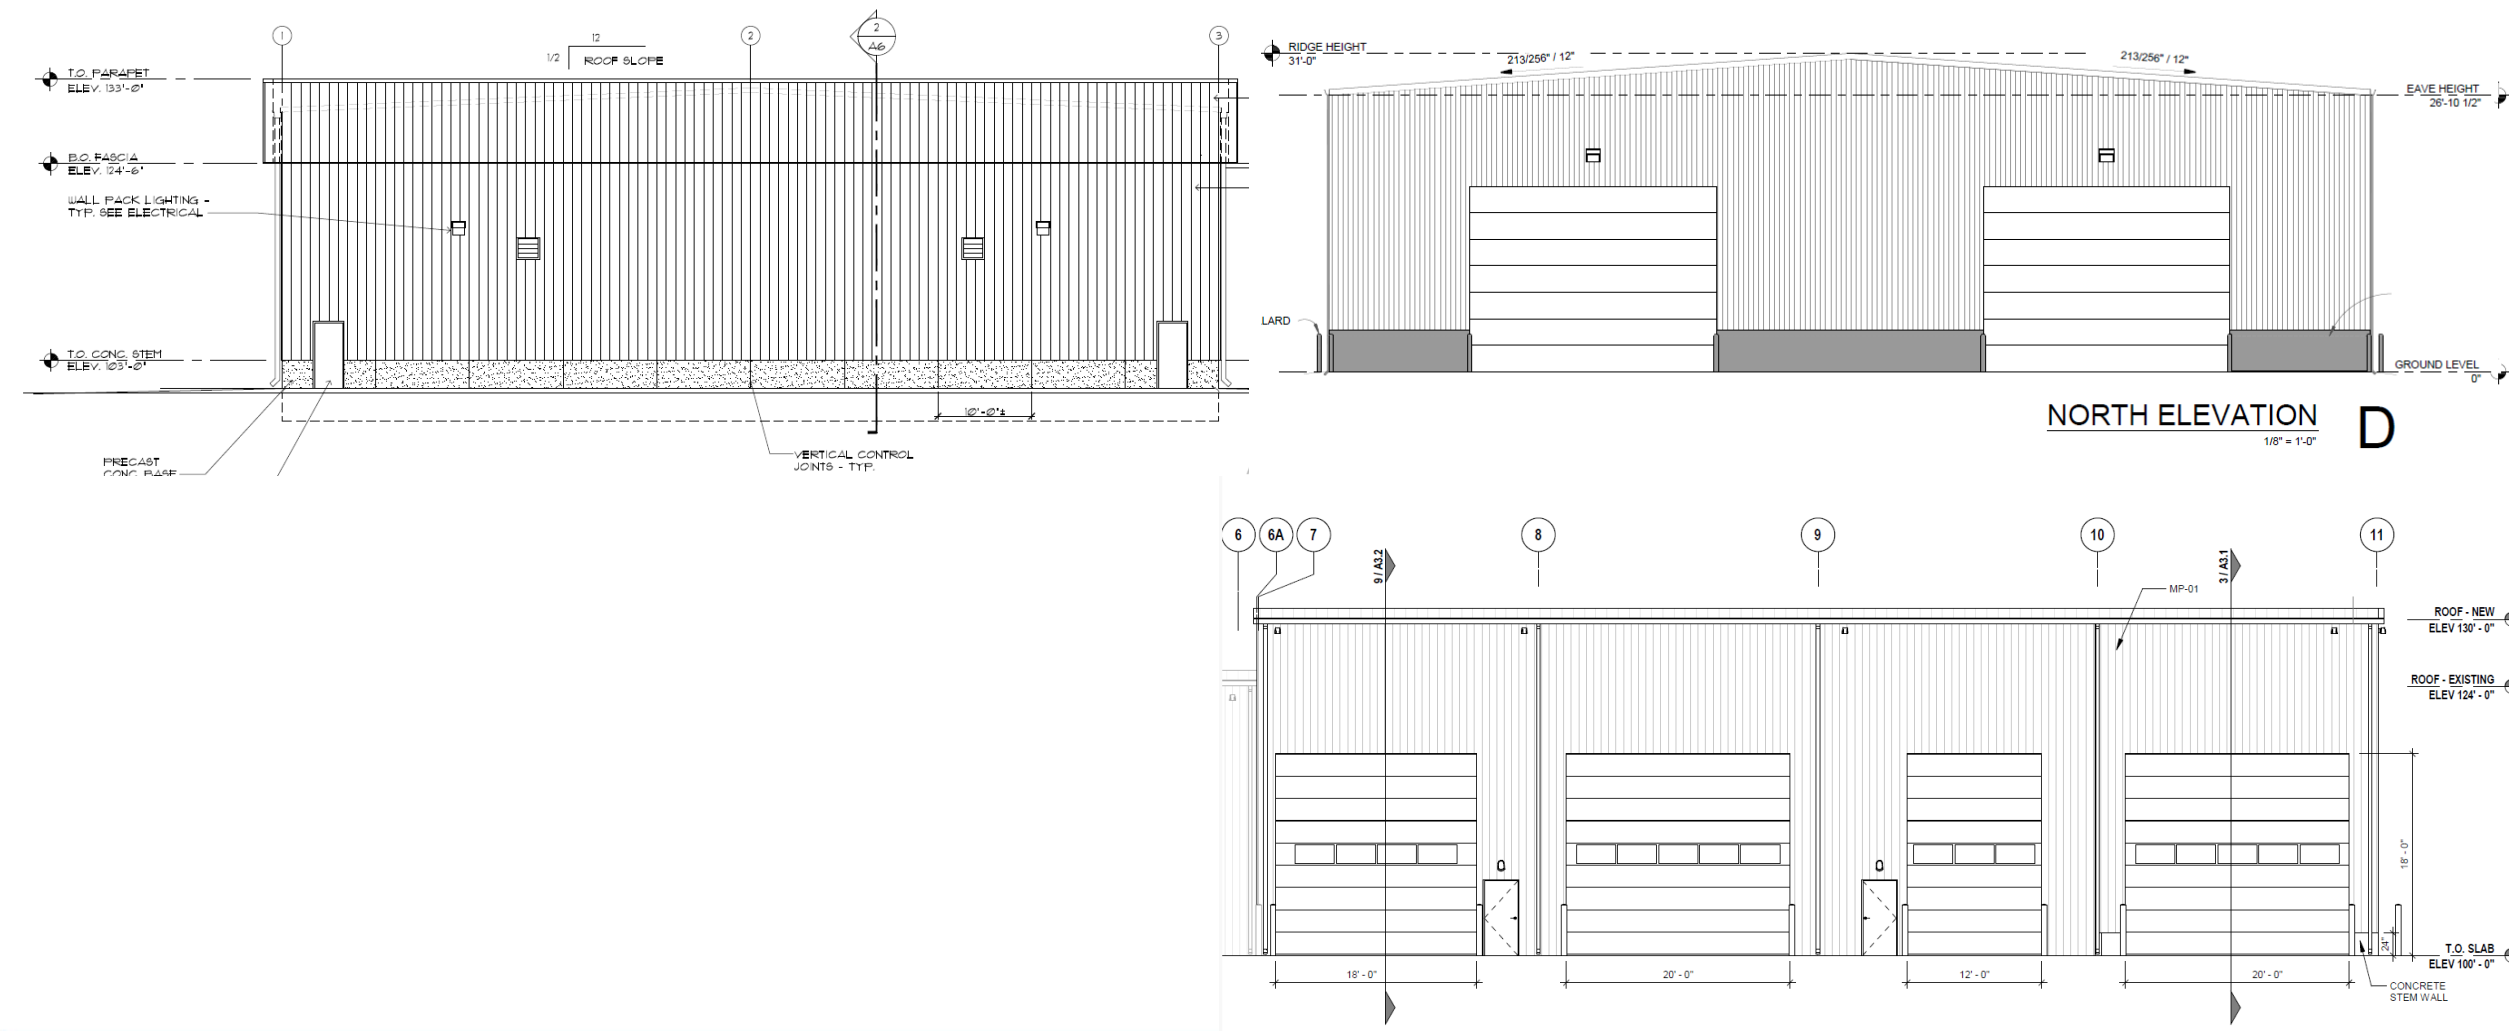 1
2
3
2
A6
12
1/2
ROOF SLOPE
T.O. PARAPET
ELEV. 133'-0"
B.O. FASCIA
ELEV. 124'-6"
WALL PACK LIGHTING -
TYP. SEE ELECTRICAL
T.O. CONC. STEM
ELEV. 103'-0"
10'-0"±
PRECAST
CONC. BASE
VERTICAL CONTROL
JOINTS - TYP.
RIDGE HEIGHT
31'-0"
213/256" / 12"
213/256" / 12"
EAVE HEIGHT
26'-10 1/2"
LARD
GROUND LEVEL
0"
NORTH ELEVATION
1/8" = 1'-0"
D
6
6A
7
8
9
10
11
9 / A3.2
3 / A3.1
MP-01
ROOF - NEW
ELEV 130' - 0"
ROOF - EXISTING
ELEV 124' - 0"
18' - 0"
24"
T.O. SLAB
ELEV 100' - 0"
18' - 0"
20' - 0"
12' - 0"
20' - 0"
CONCRETE
STEM WALL